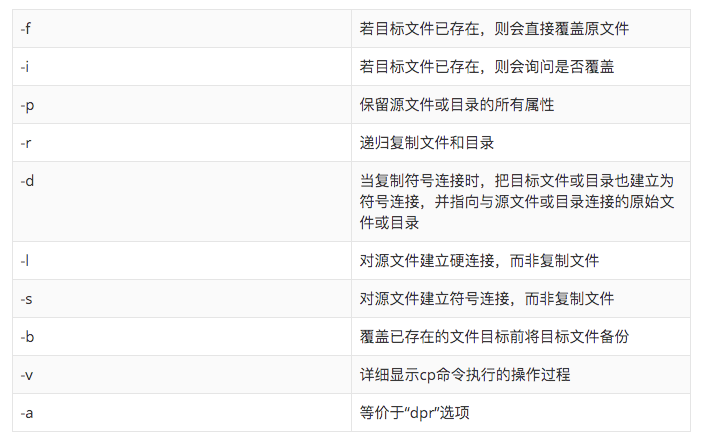 -f 若目标文件已存在，则会直接覆盖原文件
-i 若目标文件已存在，则会询问是否覆盖
-p 保留源文件或目录的所有属性
-r 递归复制文件和目录
-d 当复制符号连接时，把目标文件或目录也建立为
符号连接，并指向与源文件或目录连接的原始文
件或目录
-l 对源文件建立硬连接，而非复制文件
-s 对源文件建立符号连接，而非复制文件
-b 覆盖已存在的文件目标前将目标文件备份
-v 详细显示cp命令执行的操作过程
-a 等价于“dpr”选项